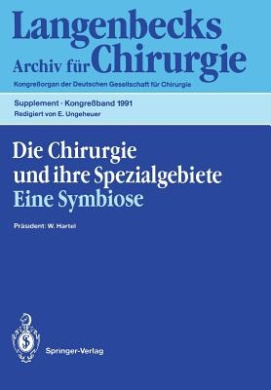 Langenbecks
Archiv für Chirurgie
Kongreßorgan der Deutschen Gesellschaft für Chirurgie
Supplement · Kongreßband 1991
Redigiert von E. Ungeheuer
Die Chirurgie
und ihre Spezialgebiete
Eine Symbiose
Präsident: W. Hartel
Springer-Verlag